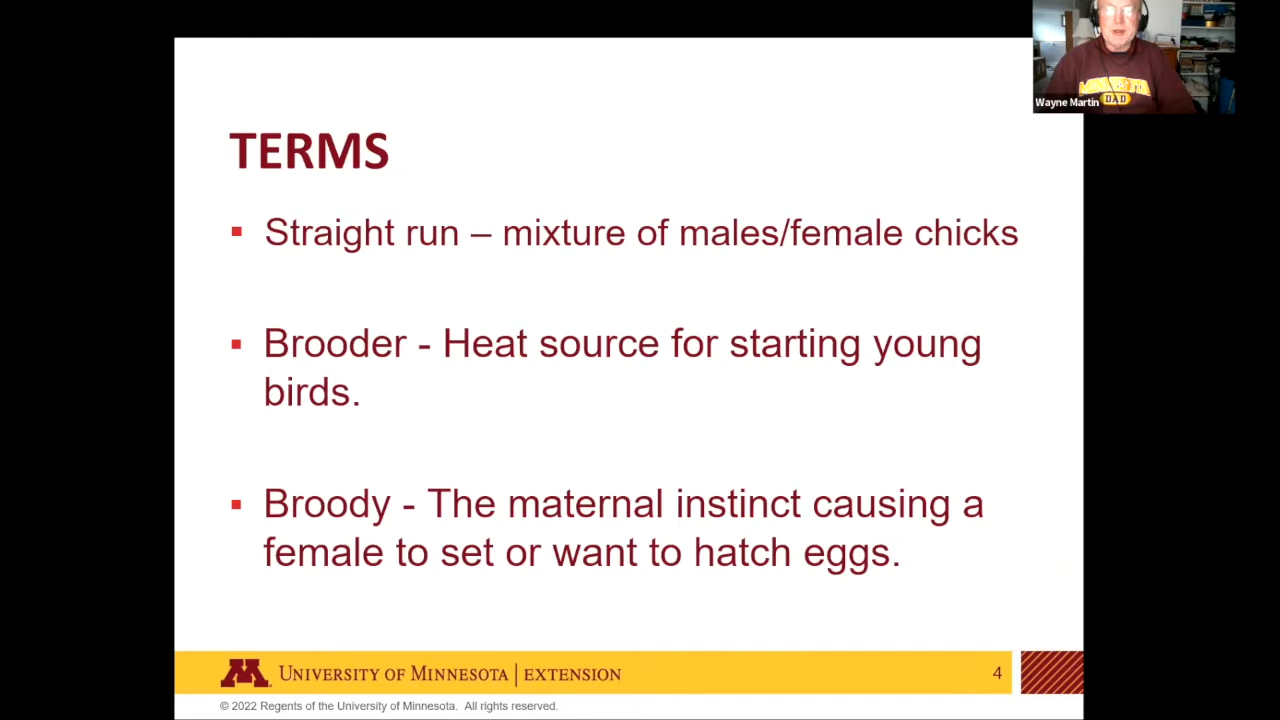 Wayne Martin
MINNESOTA
DAD
TERMS
▪ Straight run – mixture of males/female chicks
▪ Brooder - Heat source for starting young
birds.
▪ Broody - The maternal instinct causing a
female to set or want to hatch eggs.
M UNIVERSITY OF MINNESOTA | EXTENSION
4
© 2022 Regents of the University of Minnesota. All rights reserved.